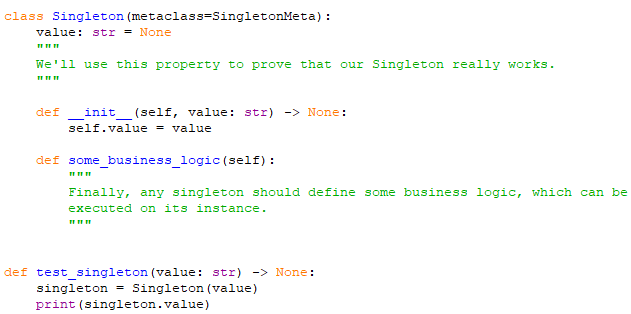 class Singleton(metaclass=SingletonMeta):
    value: str = None
    """
    We'll use this property to prove that our Singleton really works.
    """

    def __init__(self, value: str) -> None:
        self.value = value

    def some_business_logic(self):
        """
        Finally, any singleton should define some business logic, which can be
        executed on its instance.
        """


def test_singleton(value: str) -> None:
    singleton = Singleton(value)
    print(singleton.value)